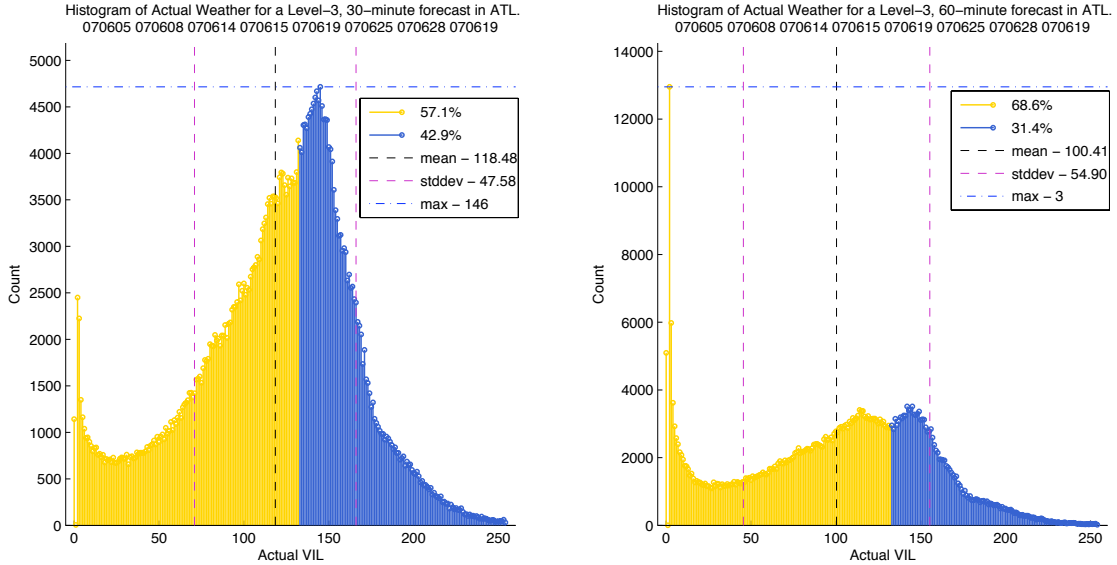 Histogram of Actual Weather for a Level−3, 30−minute forecast in ATL.
070605 070608 070614 070615 070619 070625 070628 070619
5000
4500
4000
3500
3000
2500
2000
1500
1000
500
0
Count
0 50 100 150 200 250
Actual VIL
57.1%
42.9%
mean − 118.48
stddev − 47.58
max − 146
Histogram of Actual Weather for a Level−3, 60−minute forecast in ATL.
070605 070608 070614 070615 070619 070625 070628 070619
14000
12000
10000
8000
6000
4000
2000
0
Count
0 50 100 150 200 250
Actual VIL
68.6%
31.4%
mean − 100.41
stddev − 54.90
max − 3